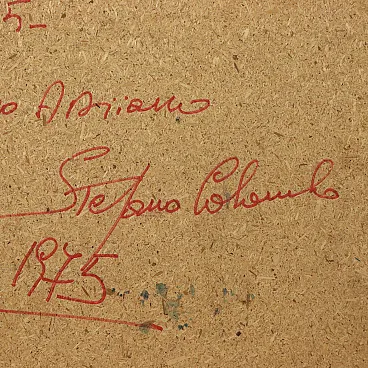 5-
o Adriano
Stefano Colombo
1975